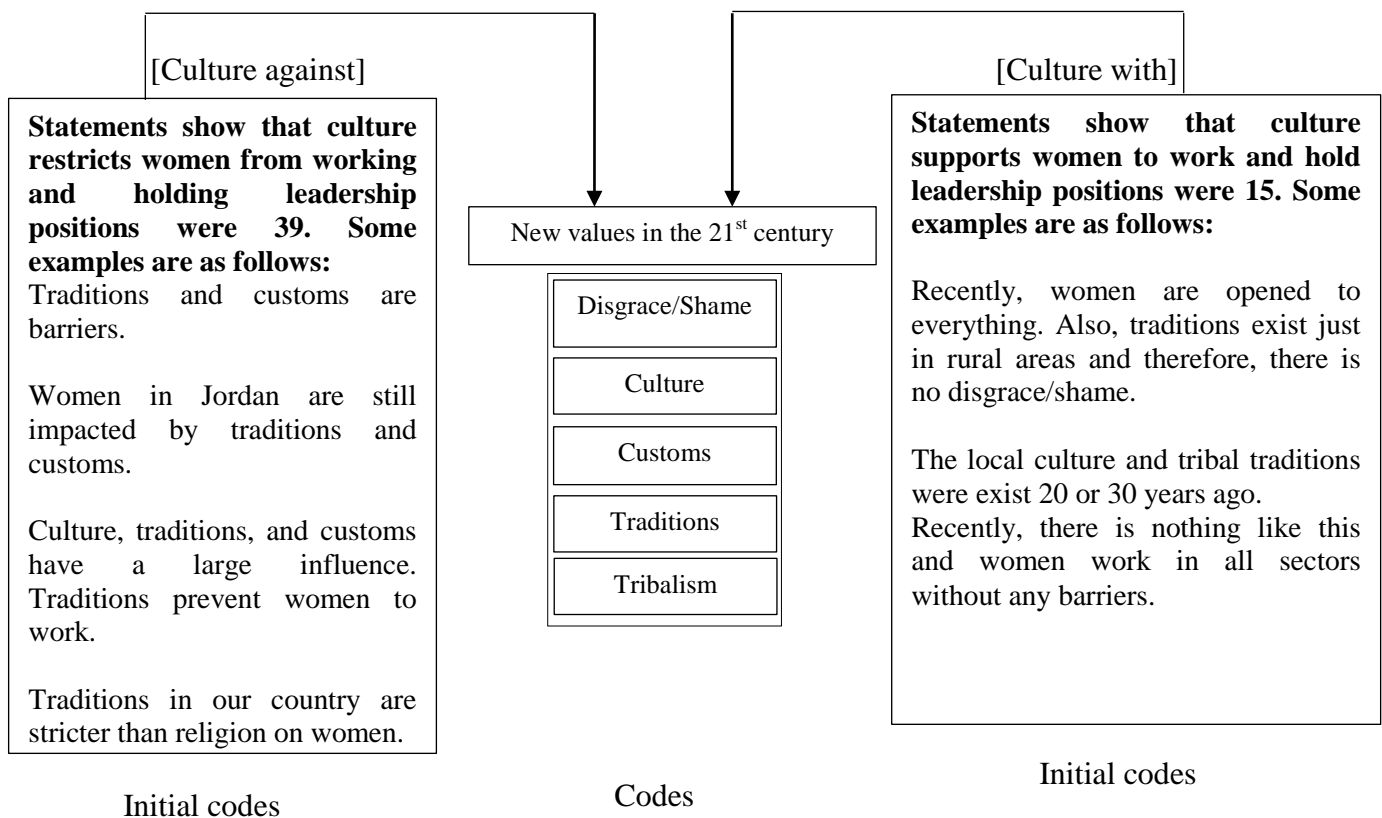 [Culture against]
Statements show that culture
restricts women from working
and holding leadership
positions were 39. Some
examples are as follows:
Traditions and customs are
barriers.
Women in Jordan are still
impacted by traditions and
customs.
Culture, traditions, and customs
have a large influence.
Traditions prevent women to
work.
Traditions in our country are
stricter than religion on women.
Initial codes
New values in the 21st century
Disgrace/Shame
Culture
Customs
Traditions
Tribalism
Codes
[Culture with]
Statements show that culture
supports women to work and hold
leadership positions were 15. Some
examples are as follows:
Recently, women are opened to
everything. Also, traditions exist just
in rural areas and therefore, there is
no disgrace/shame.
The local culture and tribal traditions
were exist 20 or 30 years ago.
Recently, there is nothing like this
and women work in all sectors
without any barriers.
Initial codes